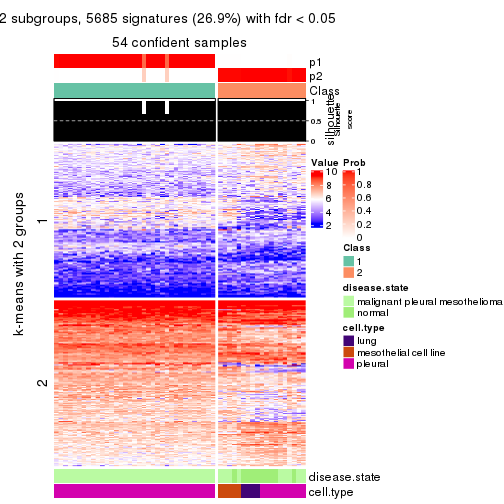 2 subgroups, 5685 signatures (26.9%) with fdr < 0.05
54 confident samples
p1
p2
Class
1
0.5
0
silhouette
Silhouette
score
k-means with 2 groups
1
2
Value
10
8
6
4
2
Prob
1
0.8
0.6
0.4
0.2
0
Class
1
2
disease.state
malignant pleural mesothelioma
normal
cell.type
lung
mesothelial cell line
pleural
disease.state
cell.type